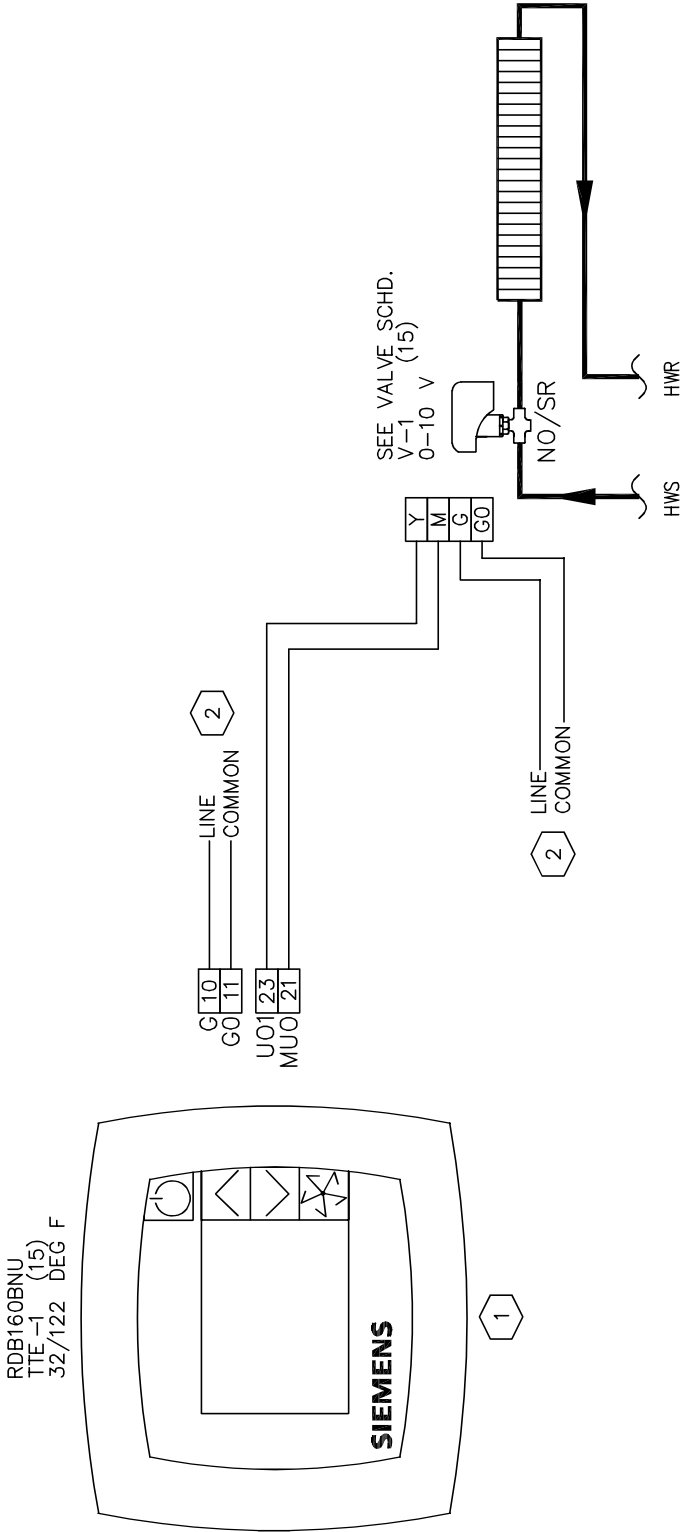 RDB160BNU
TTE-1 (15)
32/122 DEG F
SIEMENS
1
G 10
G0 11
UO1 23
MUO 21
LINE
COMMON
2
LINE
COMMON
2
Y
M
G
G0
SEE VALVE SCHD.
V-1 (15)
0-10 V
NO/SR
HWS
HWR